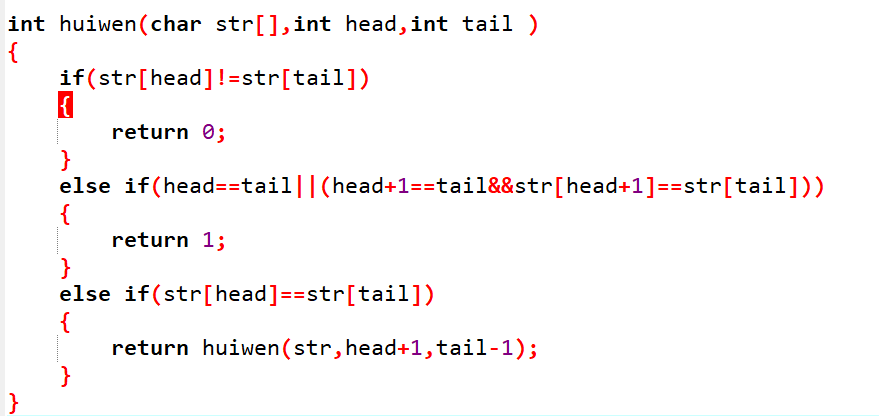 int huiwen(char str[],int head,int tail )
{
    if(str[head]!=str[tail])
    {
        return 0;
    }
    else if(head==tail||(head+1==tail&&str[head+1]==str[tail]))
    {
        return 1;
    }
    else if(str[head]==str[tail])
    {
        return huiwen(str,head+1,tail-1);
    }
}